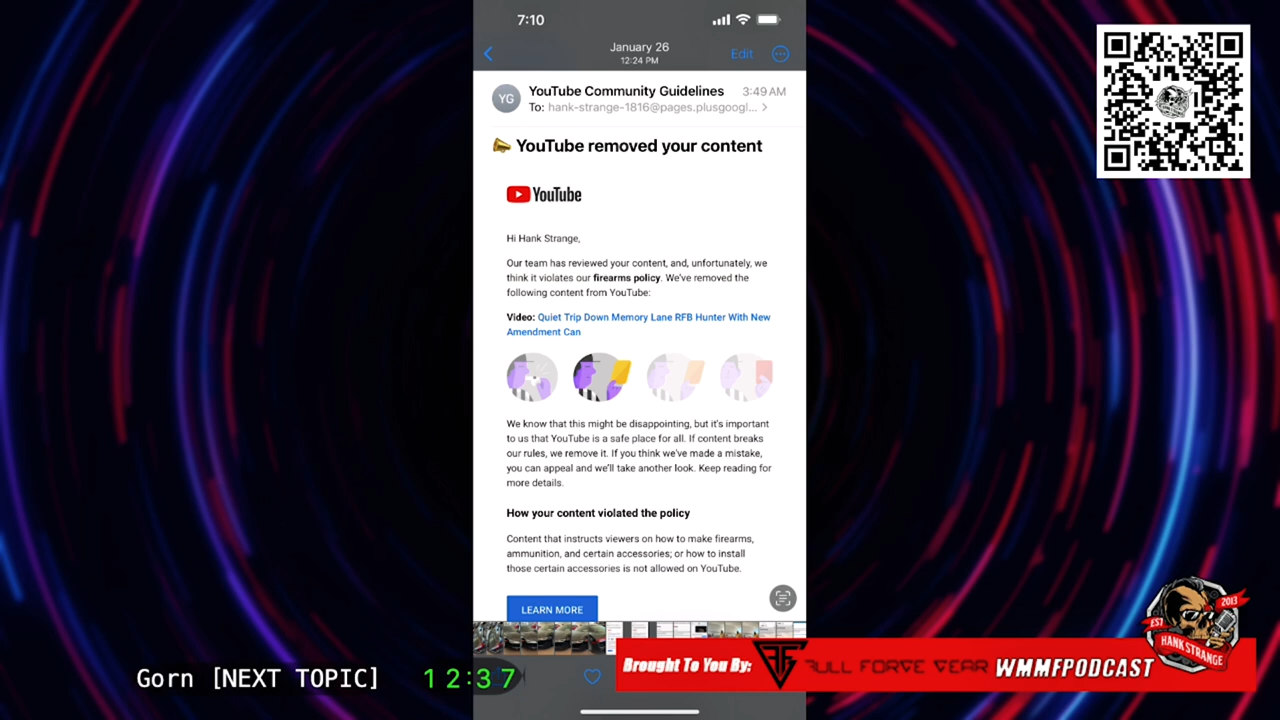 7:10
January 26
12:24 PM
Edit
YG
YouTube Community Guidelines
3:49 AM
To: hank-strange-1816@pages.plusgoogl...
YouTube removed your content
YouTube
Hi Hank Strange,
Our team has reviewed your content, and, unfortunately, we
think it violates our firearms policy. We've removed the
following content from YouTube:
Video: Quiet Trip Down Memory Lane RFB Hunter With New
Amendment Can
We know that this might be disappointing, but it's important
to us that YouTube is a safe place for all. If content breaks
our rules, we remove it. If you think we've made a mistake,
you can appeal and we'll take another look. Keep reading for
more details.
How your content violated the policy
Content that instructs viewers on how to make firearms,
ammunition, and certain accessories; or how to install
those certain accessories is not allowed on YouTube.
LEARN MORE
EST
2013
HANK STRANGE
Brought To You By:
BULL FORGE GEAR
WMMFPODCAST
Gorn [NEXT TOPIC]
12:37